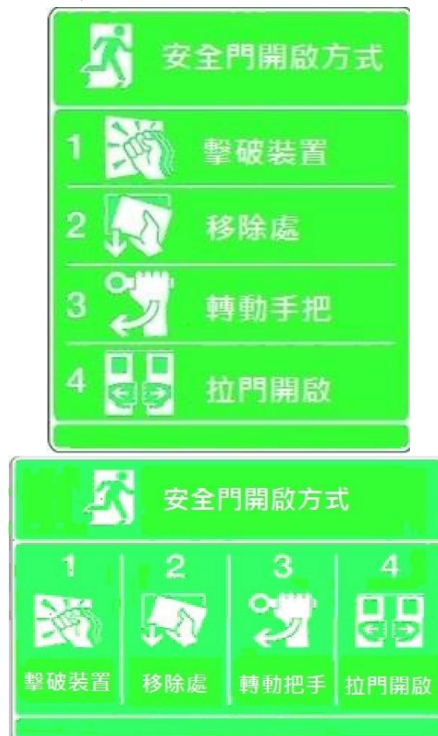 安全門開啟方式
1 擊破裝置
2 移除處
3 轉動手把
4 拉門開啟
安全門開啟方式
1 2 3 4
擊破裝置 移除處 轉動把手 拉門開啟